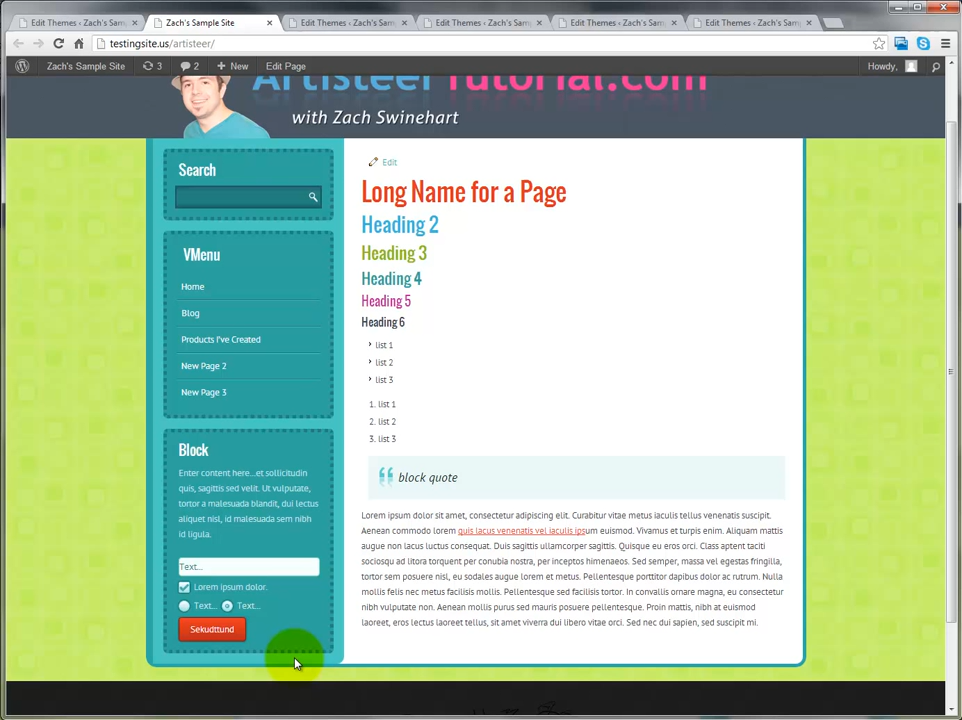 Edit Themes ‹ Zach's Sam
Zach's Sample Site
Edit Themes ‹ Zach's Sam
Edit Themes ‹ Zach's Sam
Edit Themes ‹ Zach's Sam
Edit Themes ‹ Zach's Sam
testingsite.us/artisteer/
Zach's Sample Site
3
2
New
Edit Page
Howdy,
ArtisteerTutorial.com
with Zach Swinehart
Search
VMenu
Home
Blog
Products I've Created
New Page 2
New Page 3
Block
Enter content here...et sollicitudin
quis, sagittis sed velit. Ut vulputate,
tortor a malesuada blandit, dui lectus
aliquet nisl, id malesuada sem nibh
id ligula.
Text...
Lorem ipsum dolor.
Text...
Text...
Sekudttund
Edit
Long Name for a Page
Heading 2
Heading 3
Heading 4
Heading 5
Heading 6
list 1
list 2
list 3
1. list 1
2. list 2
3. list 3
block quote
Lorem ipsum dolor sit amet, consectetur adipiscing elit. Curabitur vitae metus iaculis testus suscipit.
Aenean commodo lorem quis lacus venenatis vel iaculis ipsum euismod. Vivamus et turpis enim. Aliquam mattis
augue non lacus luctus consequat. Duis sagittis ullamcorper sagittis. Quisque eu eros orci. Class aptent taciti
sociosqu ad litora torquent per conubia nostra, per inceptos himenaeos. Sed semper, massa vel egestas fringilla,
tortor sem posuere nisl, eu sodales augue lorem et metus. Pellentesque porttitor dapibus dolor ac rutrum. Nulla
mollis felis nec metus facilisis mollis. Pellentesque sed facilisis tortor. In convallis ornare magna, eu consectetur
nibh vulputate non. Aenean mollis purus sed mauris posuere pellentesque. Proin mattis, nibh at euismod
laoreet, eros lectus laoreet tellus, sit amet viverra dui libero vitae orci. Sed nec dui sapien, sed suscipit mi.